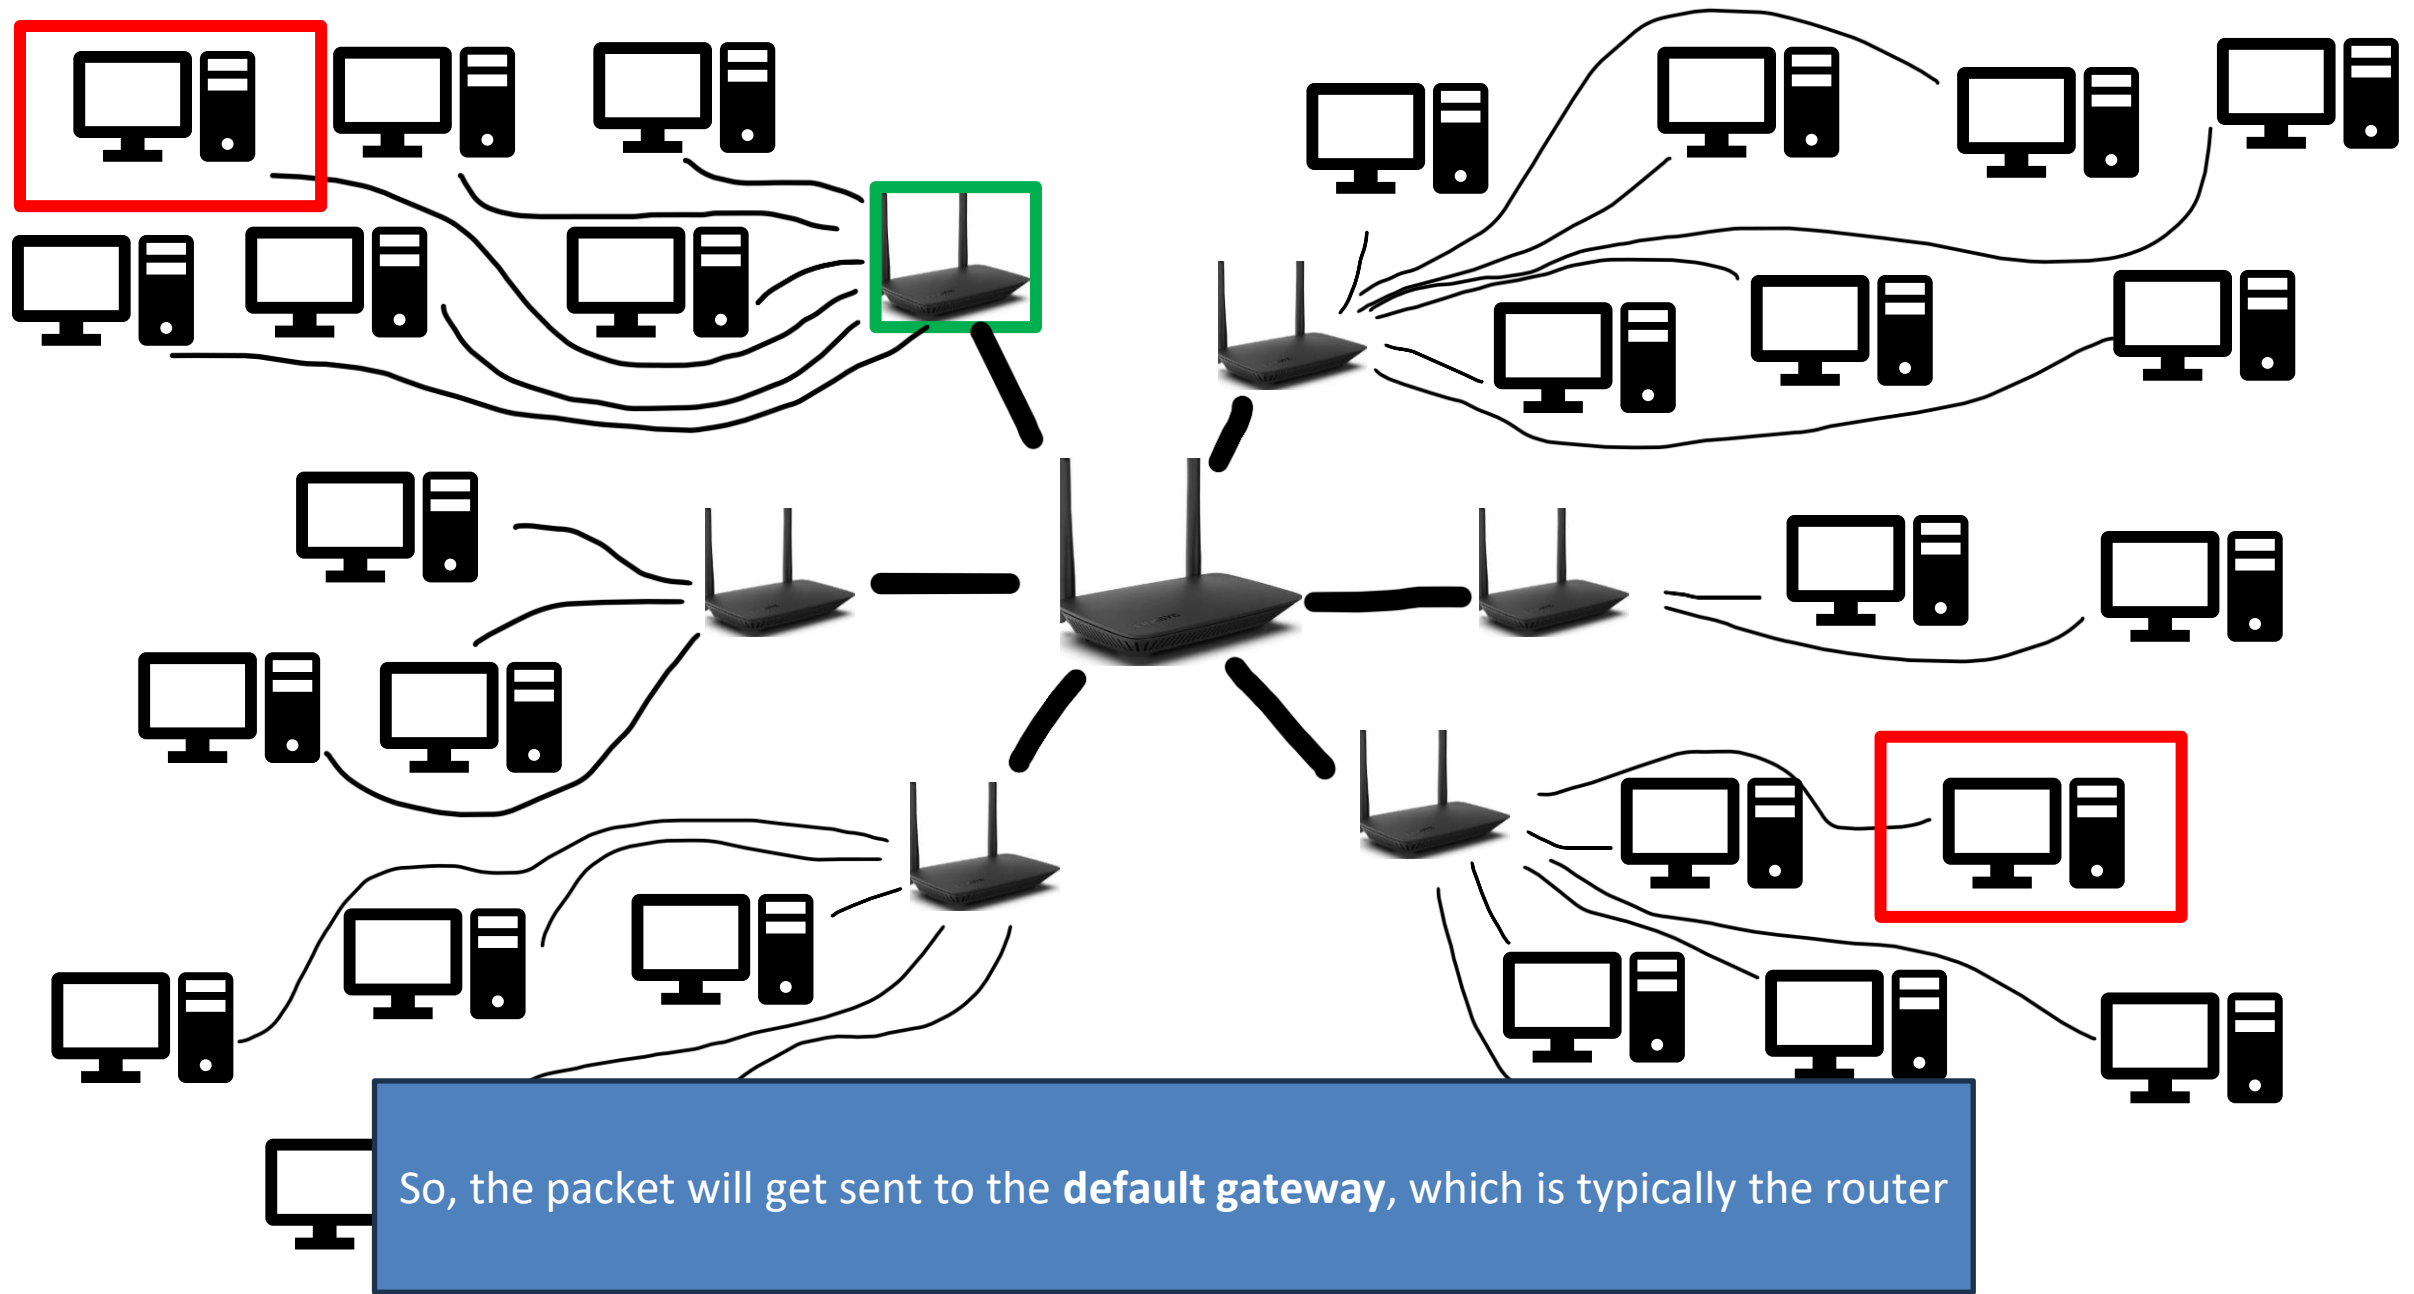 So, the packet will get sent to the default gateway, which is typically the router